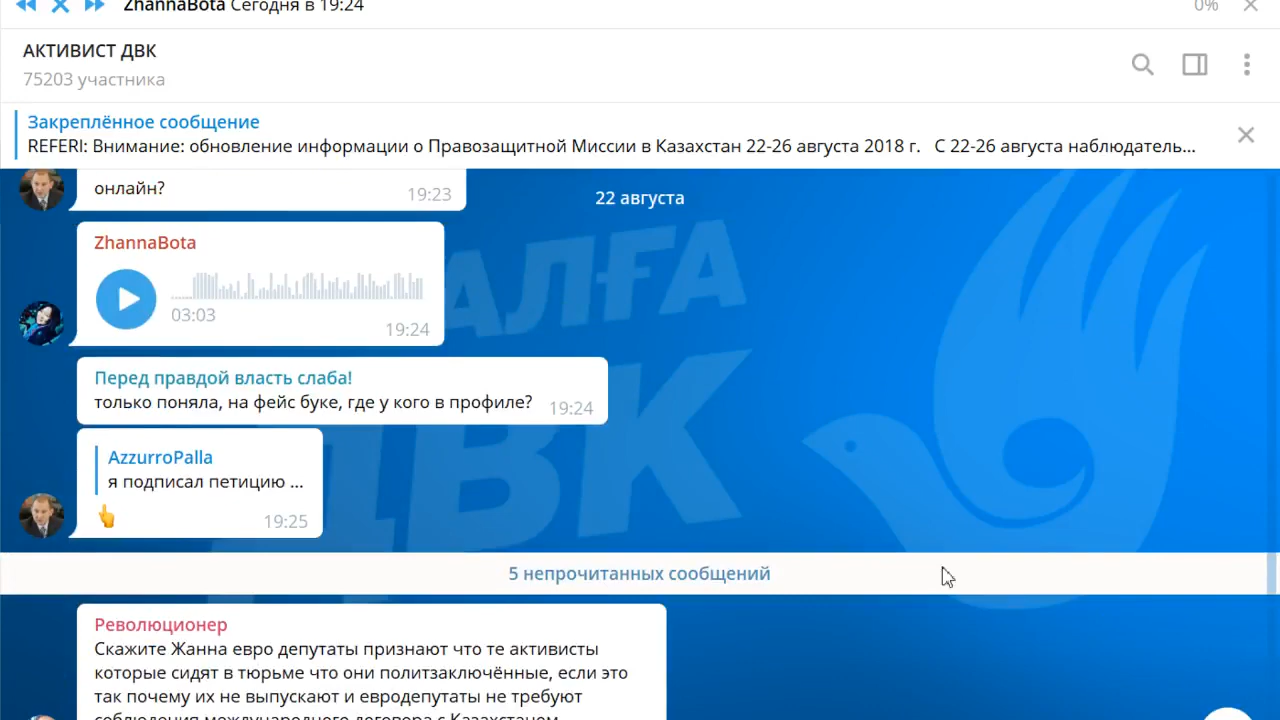 ZhannaBota Сегодня в 19:24
0%
АКТИВИСТ ДВК
75203 участника
Закреплённое сообщение
REFERI: Внимание: обновление информации о Правозащитной Миссии в Казахстан 22-26 августа 2018 г. С 22-26 августа наблюдатель...
онлайн?
19:23
22 августа
ZhannaBota
03:03
19:24
АЛҒА
ДВК
Перед правдой власть слаба!
только поняла, на фейс буке, где у кого в профиле?
19:24
AzzurroPalla
я подписал петицию ...
19:25
5 непрочитанных сообщений
Революционер
Скажите Жанна евро депутаты признают что те активисты
которые сидят в тюрьме что они политзаключённые, если это
так почему их не выпускают и евродепутаты не требуют
соблюдения международного договора с Казахстаном